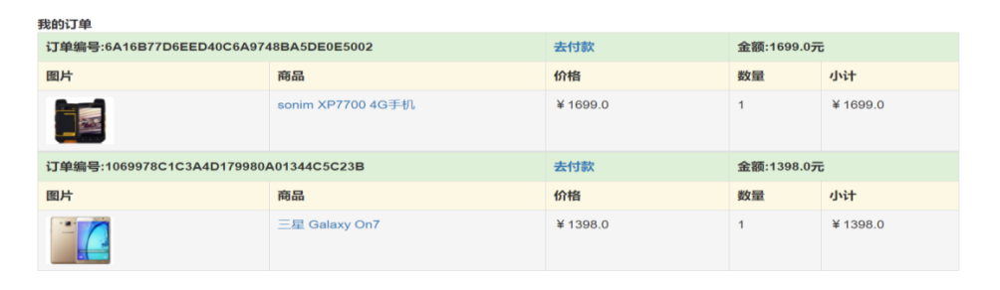 我的订单
订单编号:6A16B77D6EED40C6A9748BA5DE0E5002 去付款 金额:1699.0元
图片 商品 价格 数量 小计
sonim XP7700 4G手机 ¥1699.0 1 ¥1699.0
订单编号:1069978C1C3A4D179980A01344C5C23B 去付款 金额:1398.0元
图片 商品 价格 数量 小计
三星 Galaxy On7 ¥1398.0 1 ¥1398.0